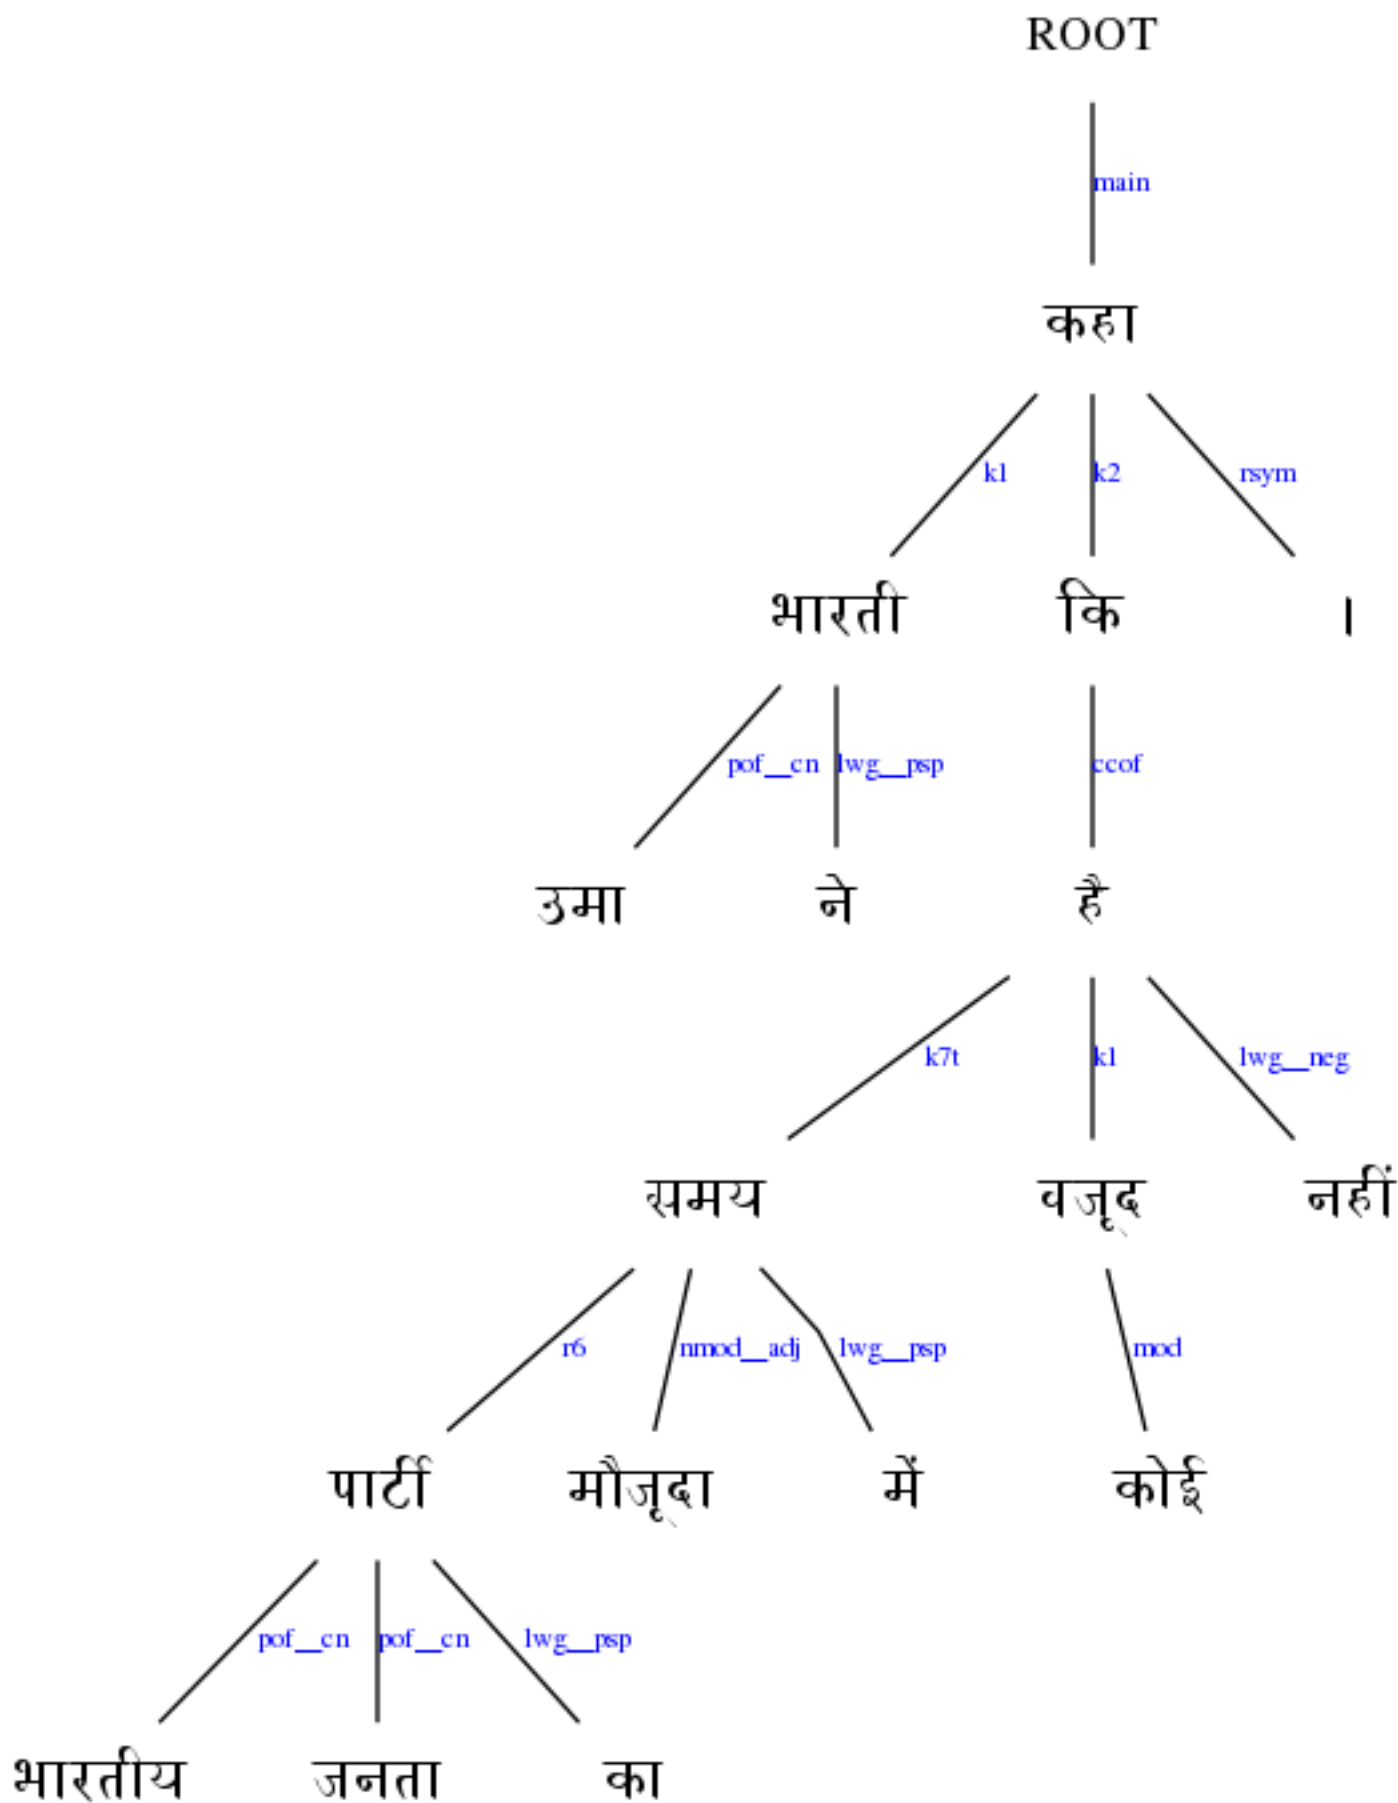 ROOT
main
कहा
k1 k2 rsym
भारती कि ।
pof__cn lwg__psp ccof
उमा ने है
k7t k1 lwg__neg
समय वजूद नहीं
r6 nmod__adj lwg__psp mod
पार्टी मौजूदा में कोई
pof__cn pof__cn lwg__psp
भारतीय जनता का